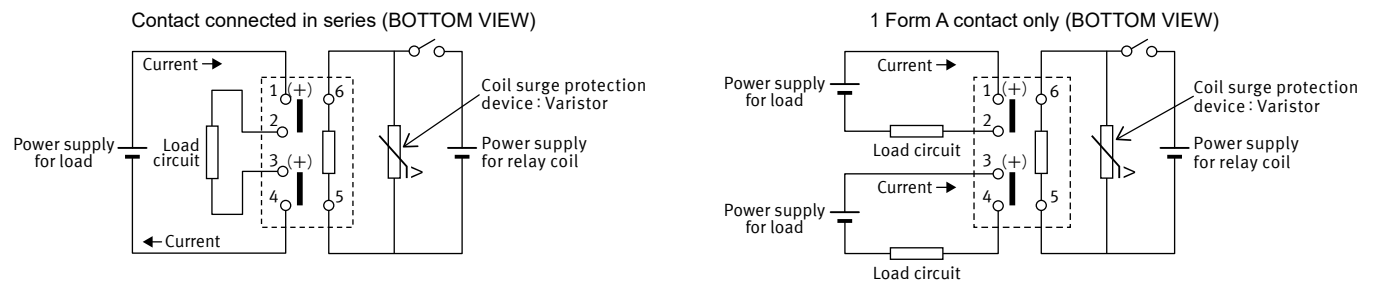 Contact connected in series (BOTTOM VIEW)
Current →
1 (+)
6
2
3 (+)
4
5
Power supply
for load
Load
circuit
← Current
Coil surge protection
device : Varistor
Power supply
for relay coil
1 Form A contact only (BOTTOM VIEW)
Power supply
for load
Current →
1 (+)
6
2
Load circuit
3 (+)
Current →
4
5
Power supply
for load
Load circuit
Coil surge protection
device : Varistor
Power supply
for relay coil